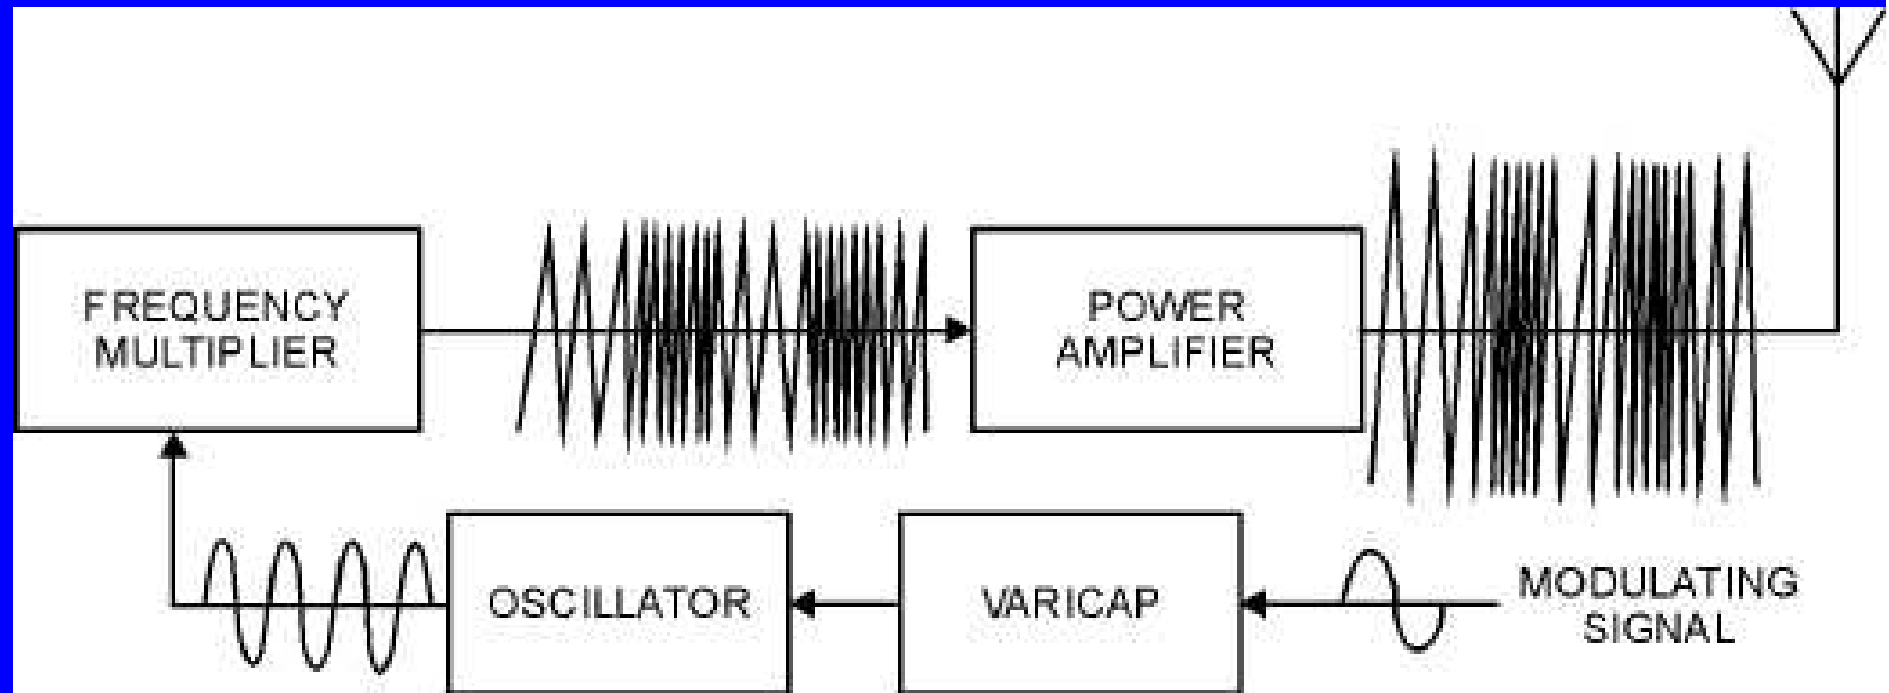 FREQUENCY
MULTIPLIER
POWER
AMPLIFIER
OSCILLATOR
VARICAP
MODULATING
SIGNAL